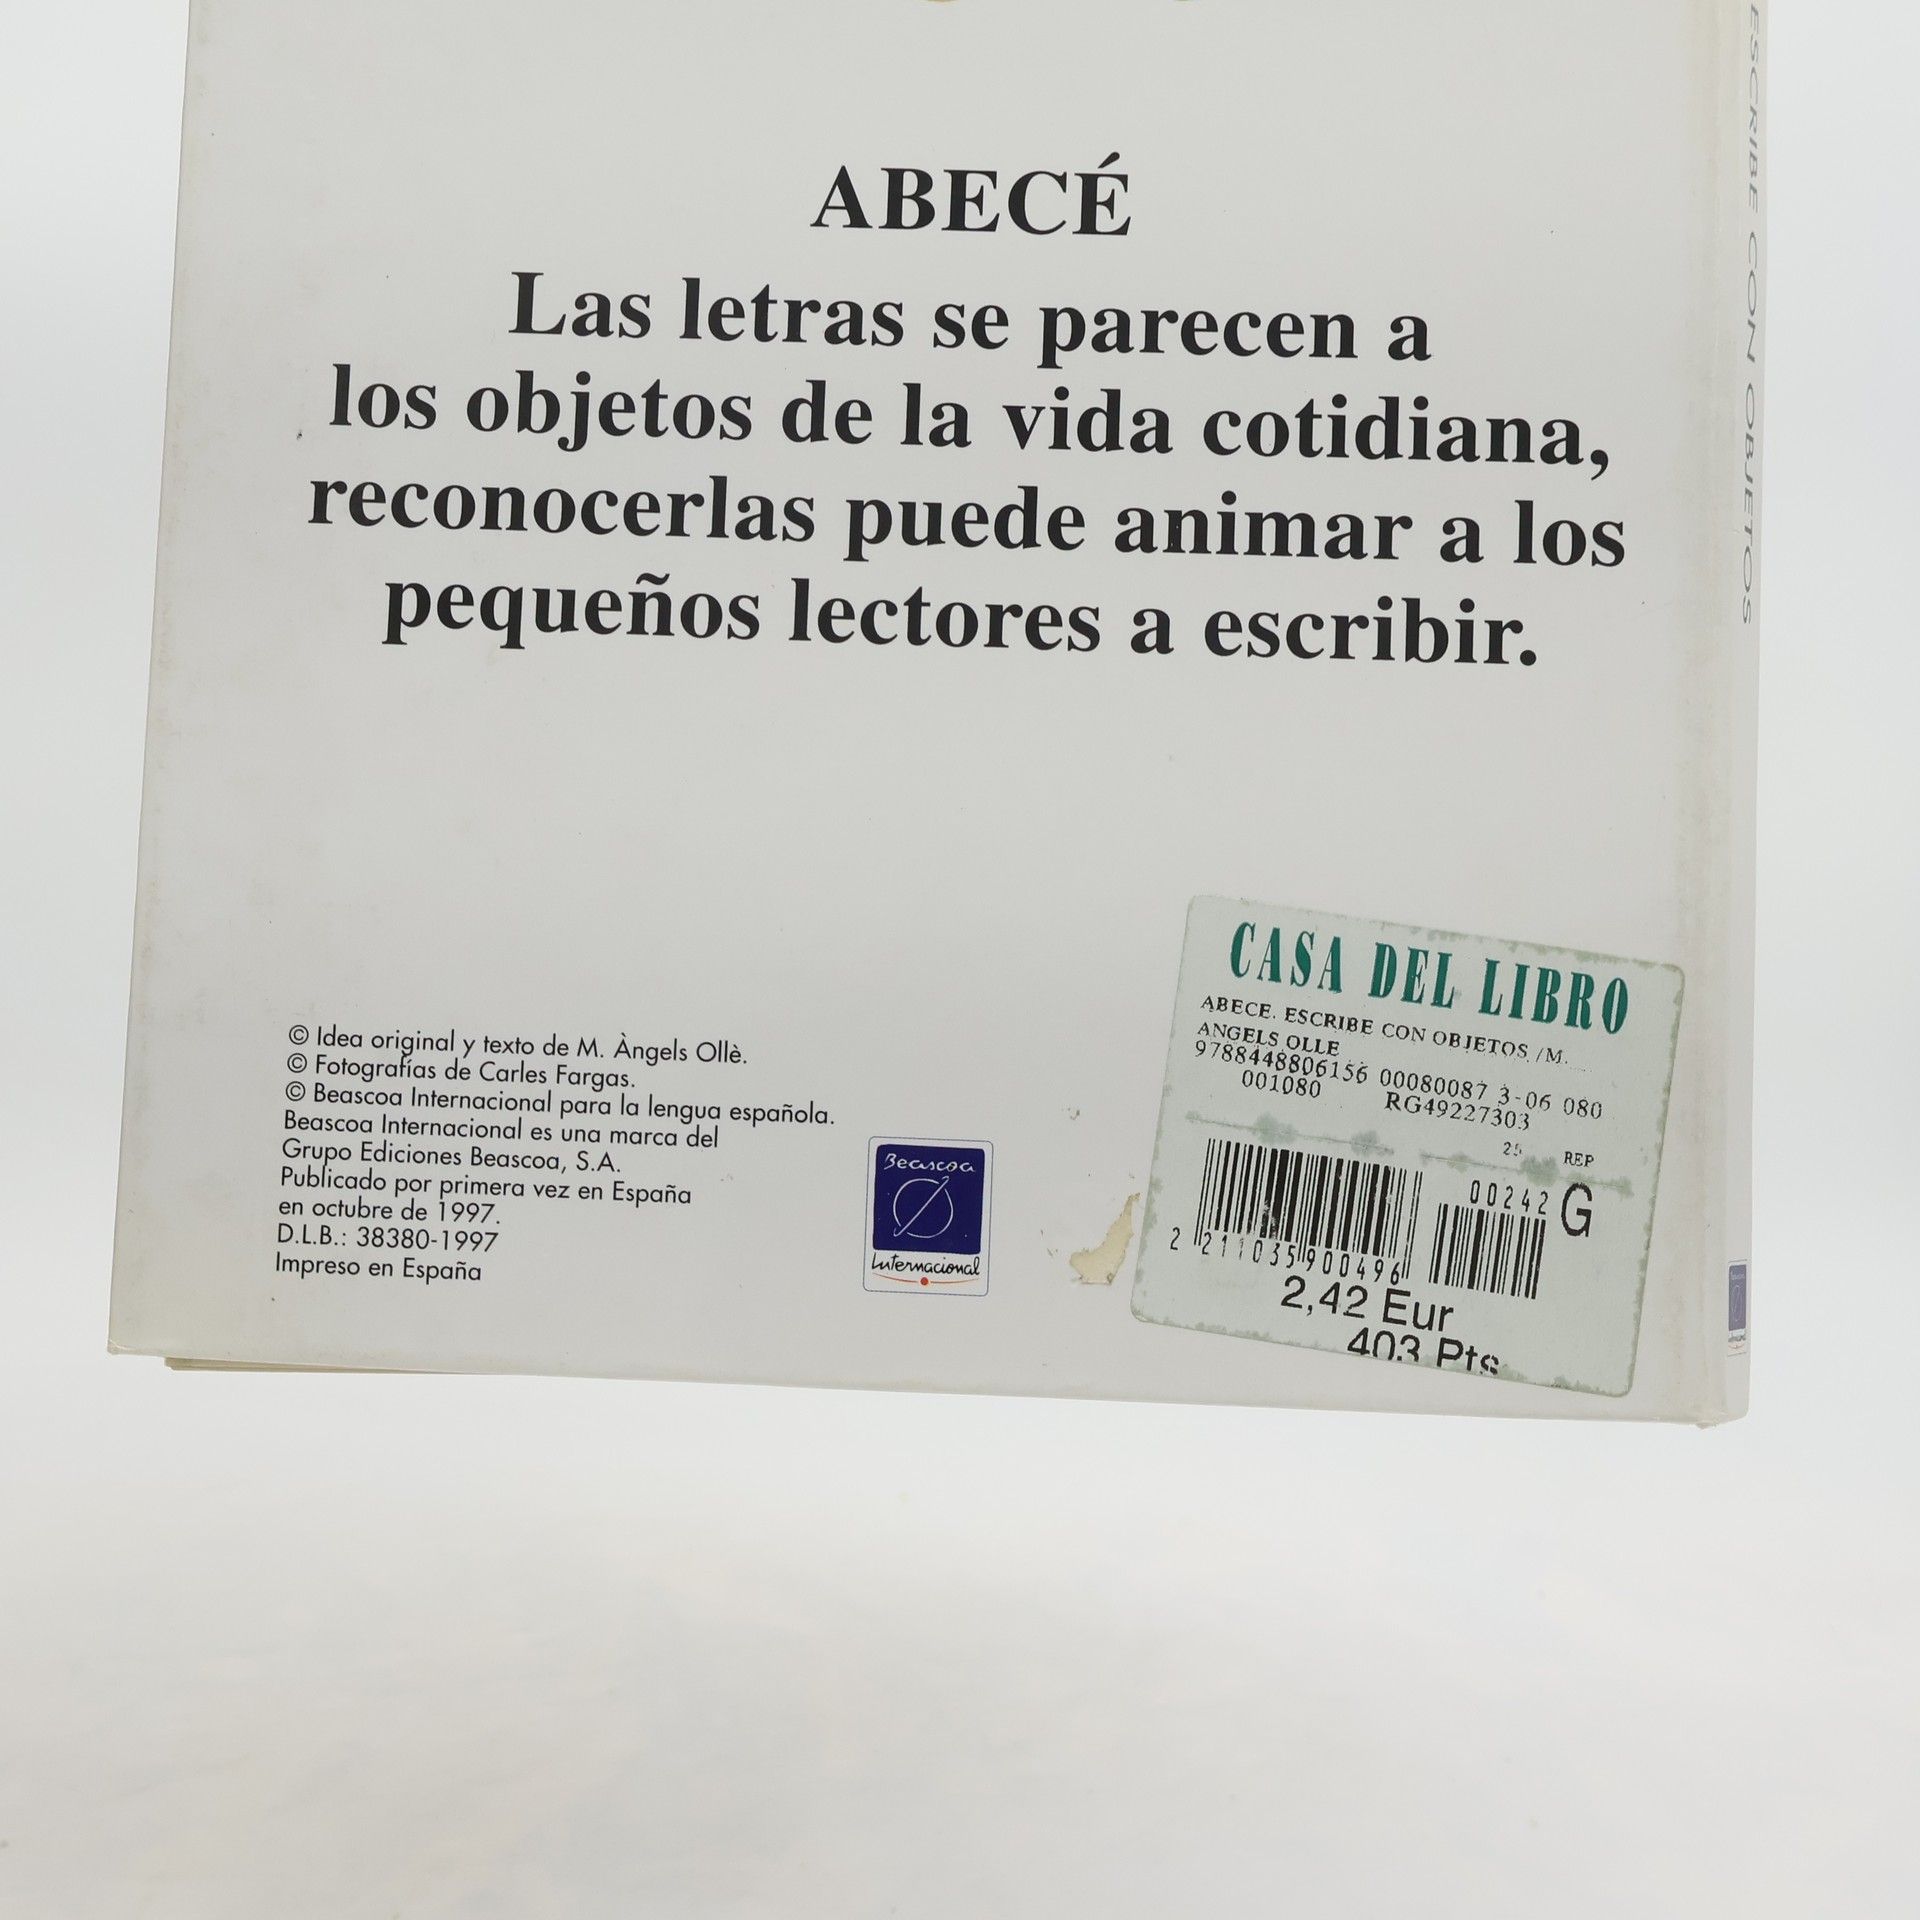 ABECÉ
Las letras se parecen a
los objetos de la vida cotidiana,
reconocerlas puede animar a los
pequeños lectores a escribir.
© Idea original y texto de M. Àngels Ollè.
© Fotografías de Carles Fargas.
© Beascoa Internacional para la lengua española.
Beascoa Internacional es una marca del
Grupo Ediciones Beascoa, S.A.
Publicado por primera vez en España
en octubre de 1997.
D.L.B.: 38380-1997
Impreso en España
Beascoa
Internacional
CASA DEL LIBRO
ABECE. ESCRIBE CON OBJETOS /M.
ANGELS OLLE
9788448806156 00080087 3-06 080
001080 RG49227303
25 REP
00242 G
2 211035 900496
2,42 Eur
403 Pts
ESCRIBE CON OBJETOS